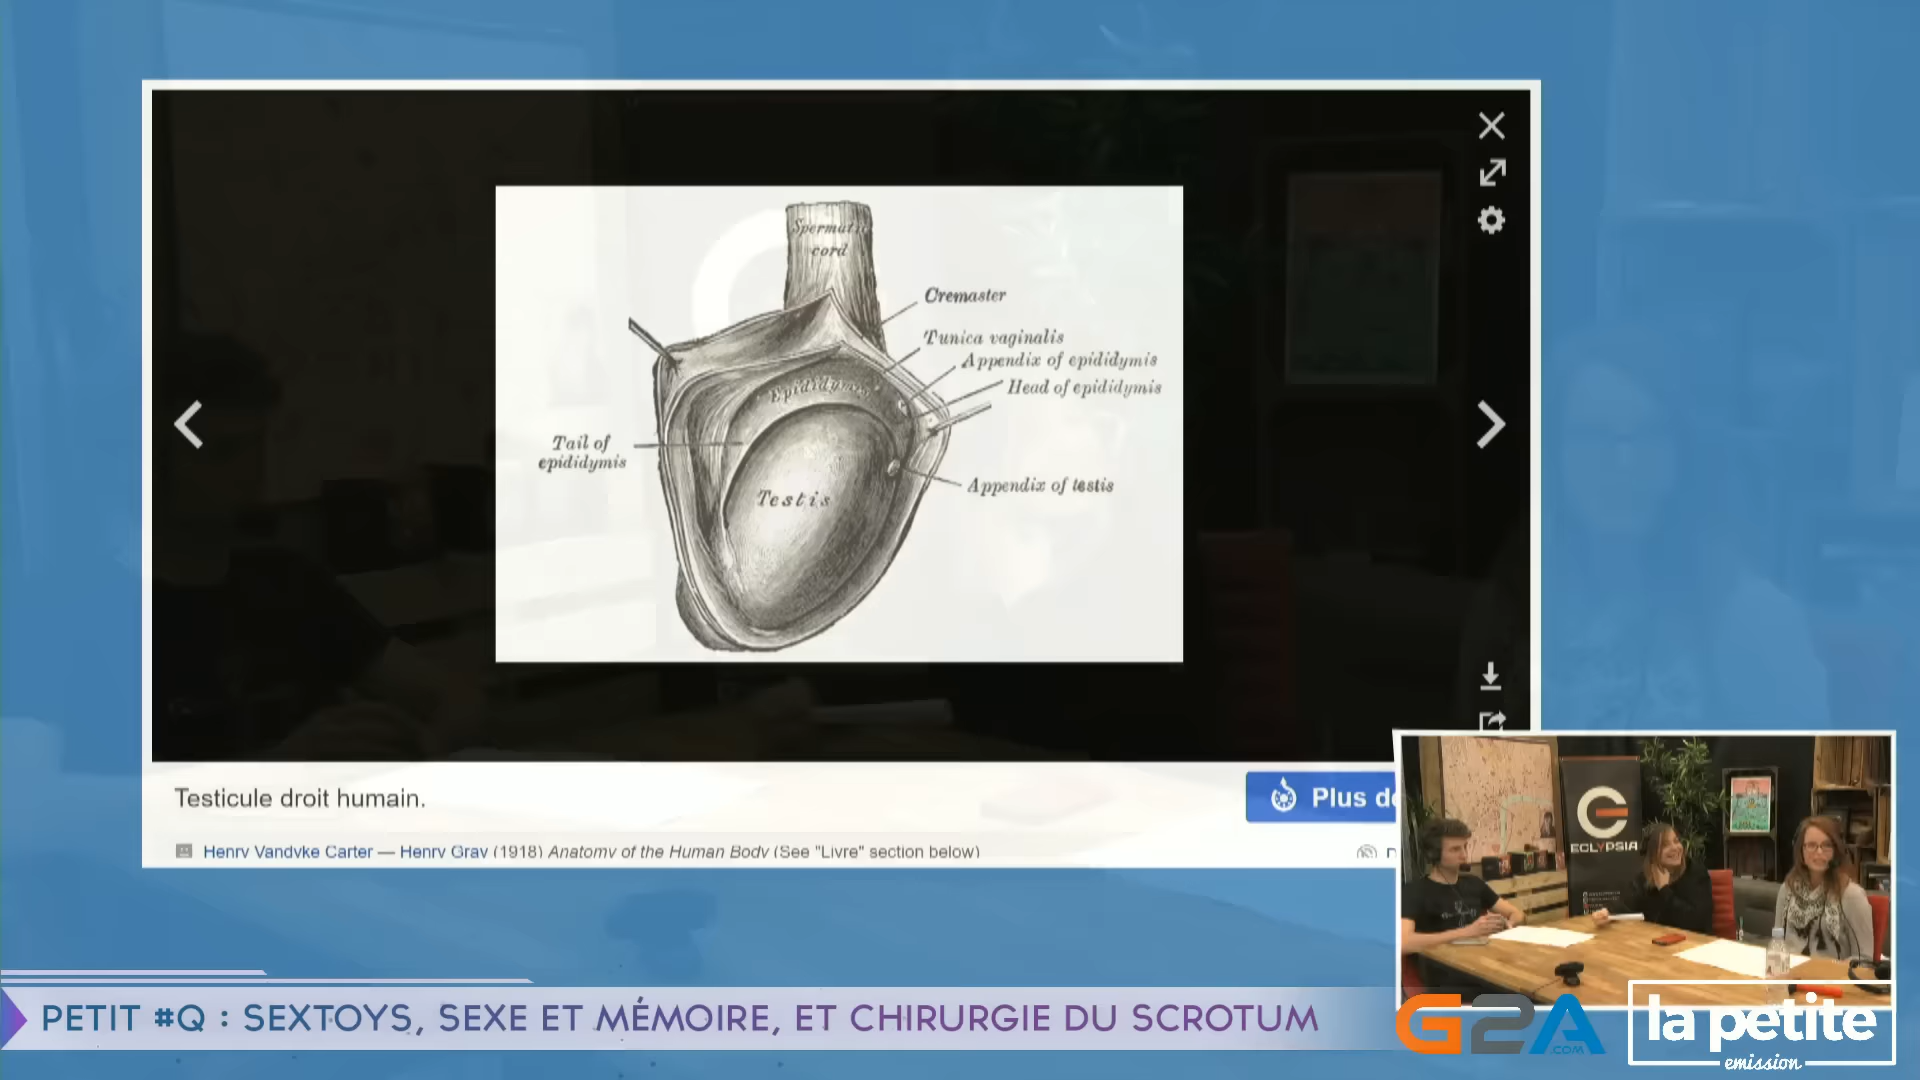 Spermatic
cord
Cremaster
Tunica vaginalis
Appendix of epididymis
Head of epididymis
Epididymis
Tail of
epididymis
Testis
Appendix of testis
Testicule droit humain.
Plus de
Henry Vandyke Carter — Henry Gray (1918) Anatomy of the Human Body (See "Livre" section below)
ECLYPSIA
PETIT #Q : SEXTOYS, SEXE ET MÉMOIRE, ET CHIRURGIE DU SCROTUM
G2A
.COM
la petite
emission